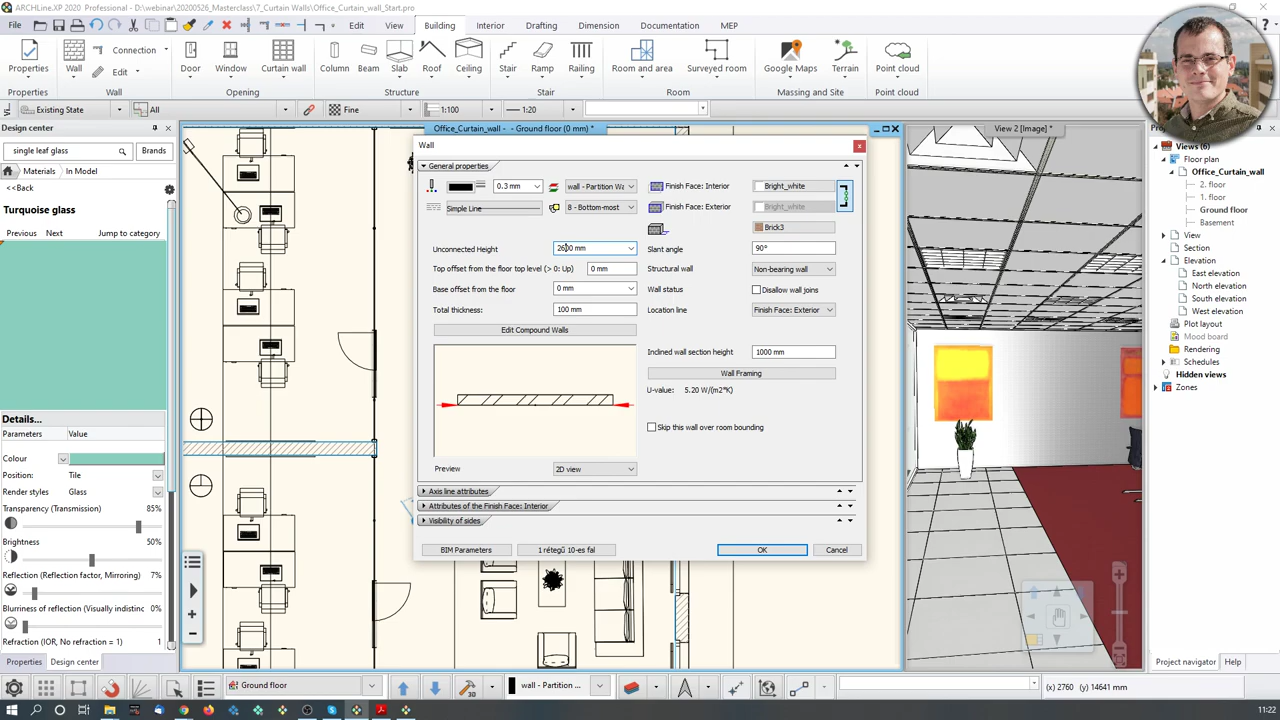 ARCHLine.XP 2020 Features - D:\webinar\20200526_Masterclass\7_Curtain Walls\Office_Curtain_wall_Start.pro
File
Edit
View
Building
Interior
Drafting
Dimension
Documentation
MEP
Properties
Wall
Connection
Edit
Door
Window
Curtain wall
Column
Beam
Slab
Roof
Ceiling
Stair
Ramp
Railing
Room and area
Surveyed room
Google Maps
Terrain
Point cloud
Properties
Wall
Opening
Structure
Stair
Room
Massing and Site
Point cloud
Existing State
All
Fine
1:100
1:20
Design center
single leaf glass
Brands
Materials
In Model
<<Back
Turquoise glass
Previous
Next
Jump to category
Details...
Parameters
Value
Colour
Position:
Tile
Render styles
Glass
Transparency (Transmission)
85%
Brightness
50%
Reflection (Reflection factor, Mirroring)
7%
Blurriness of reflection (Visually indistinc
0%
Refraction (IOR, No refraction = 1)
1
Properties
Design center
Office_Curtain_wall - - Ground floor (0 mm) *
Wall
General properties
0.3 mm
wall - Partition Wa
Simple Line
8 - Bottom-most
Finish Face: Interior
Bright_white
Finish Face: Exterior
Bright_white
Brick3
Unconnected Height
mm
Slant angle
90°
Top offset from the floor top level (> 0: Up)
0 mm
Structural wall
Non-bearing wall
Base offset from the floor
0 mm
Wall status
Disallow wall joins
Total thickness:
100 mm
Location line
Finish Face: Exterior
Edit Compound Walls
Inclined wall section height
1000 mm
Wall Framing
U-value:
5.20 W/(m2*K)
Skip this wall over room bounding
Preview
2D view
Axis line attributes
Attributes of the Finish Face: Interior
Visibility of sides
BIM Parameters
1 rétegű 10-es fal
OK
Cancel
View 2 [Image] *
Views (6)
Floor plan
Office_Curtain_wall
2. floor
1. floor
Ground floor
Basement
View
Section
Elevation
East elevation
North elevation
South elevation
West elevation
Plot layout
Mood board
Rendering
Schedules
Hidden views
Zones
Project navigator
Help
Ground floor
wall - Partition ...
(x) 2760 (y) 14641 mm
11:22